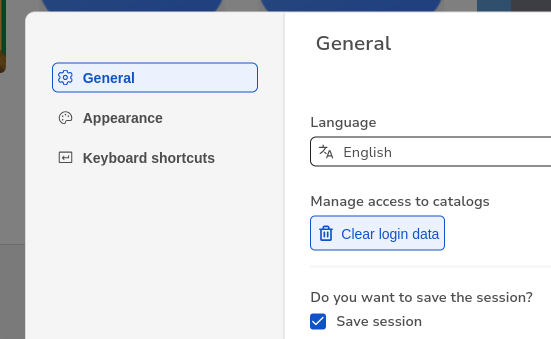 General
Appearance
Keyboard shortcuts
General
Language
English
Manage access to catalogs
Clear login data
Do you want to save the session?
Save session